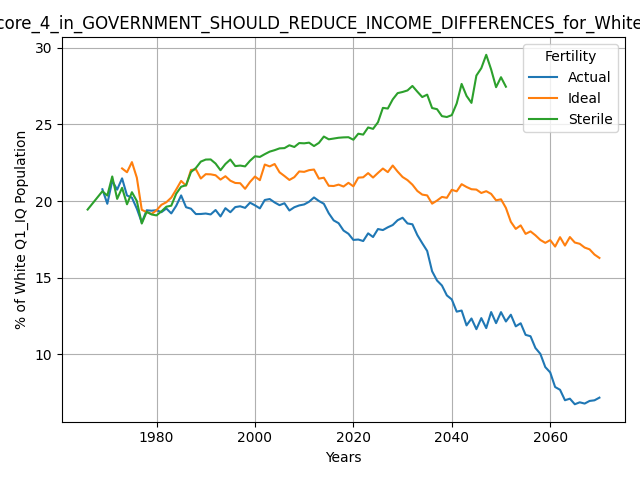 core_4_in_GOVERNMENT_SHOULD_REDUCE_INCOME_DIFFERENCES_for_White
30
25
20
15
10
% of White Q1_IQ Population
Fertility
Actual
Ideal
Sterile
1980
2000
2020
2040
2060
Years